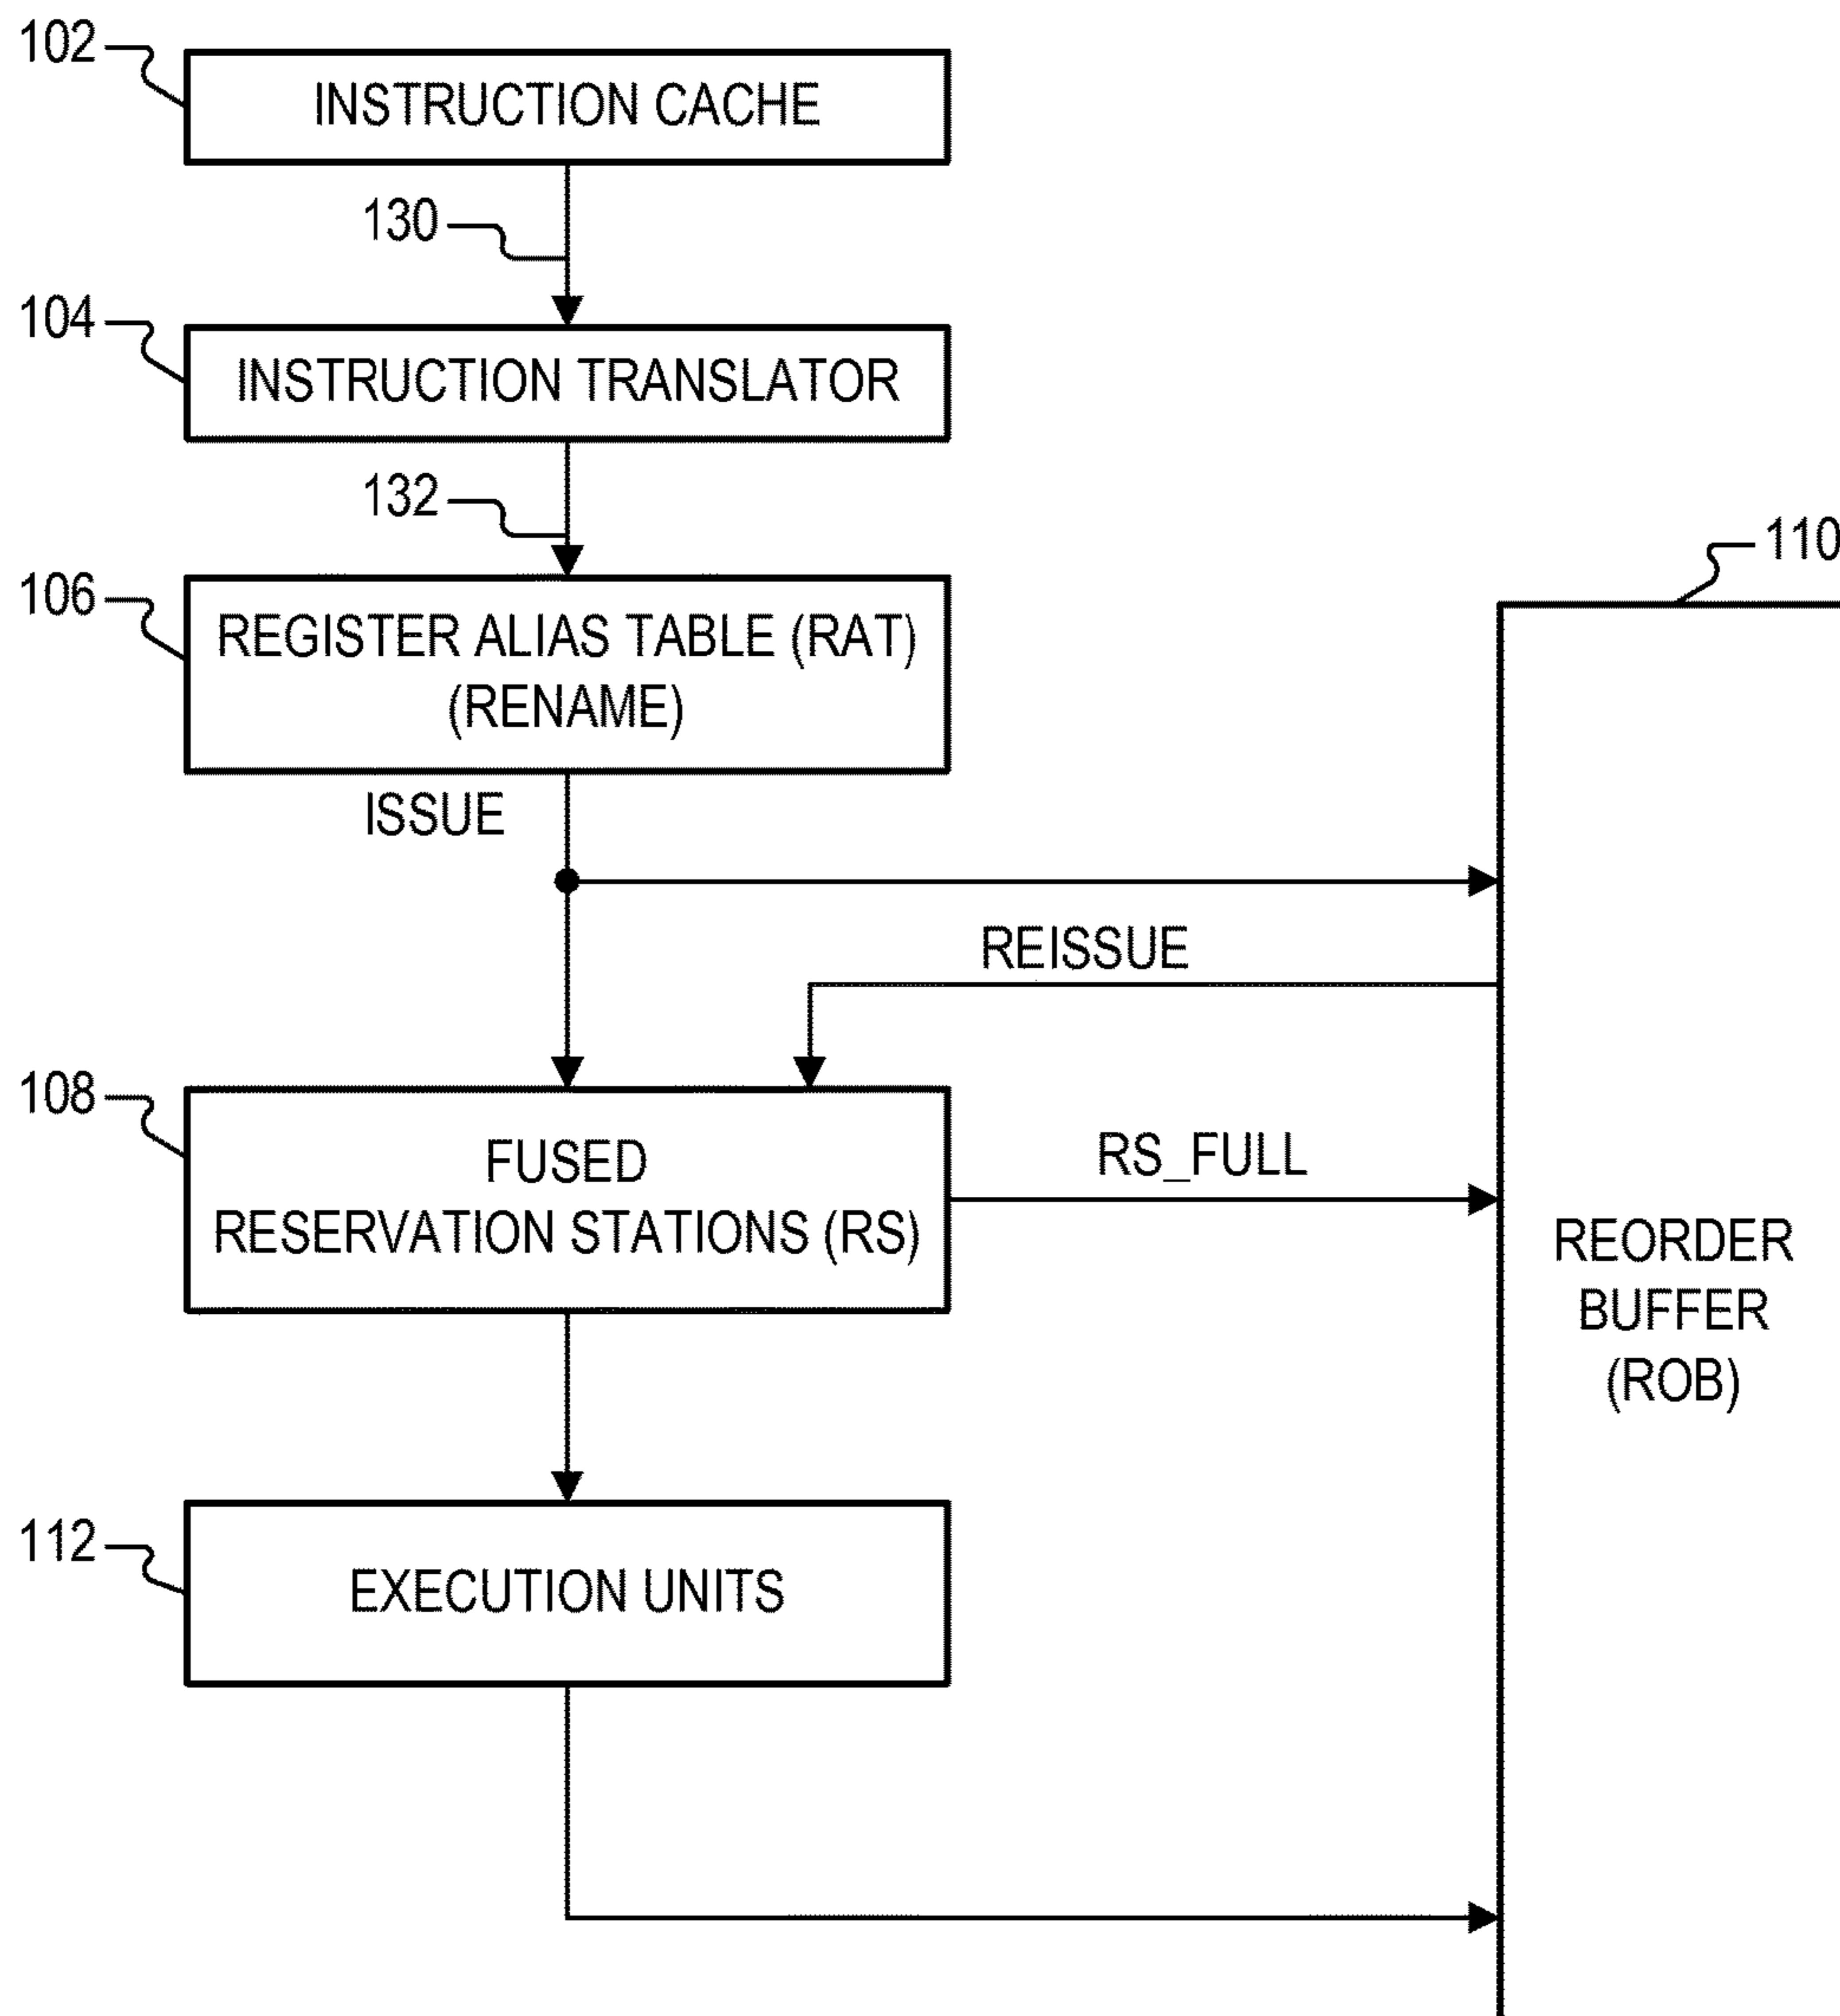 102
INSTRUCTION CACHE
130
104
INSTRUCTION TRANSLATOR
132
110
106
REGISTER ALIAS TABLE (RAT)
(RENAME)
ISSUE
REISSUE
108
FUSED
RESERVATION STATIONS (RS)
RS_FULL
REORDER
BUFFER
(ROB)
112
EXECUTION UNITS